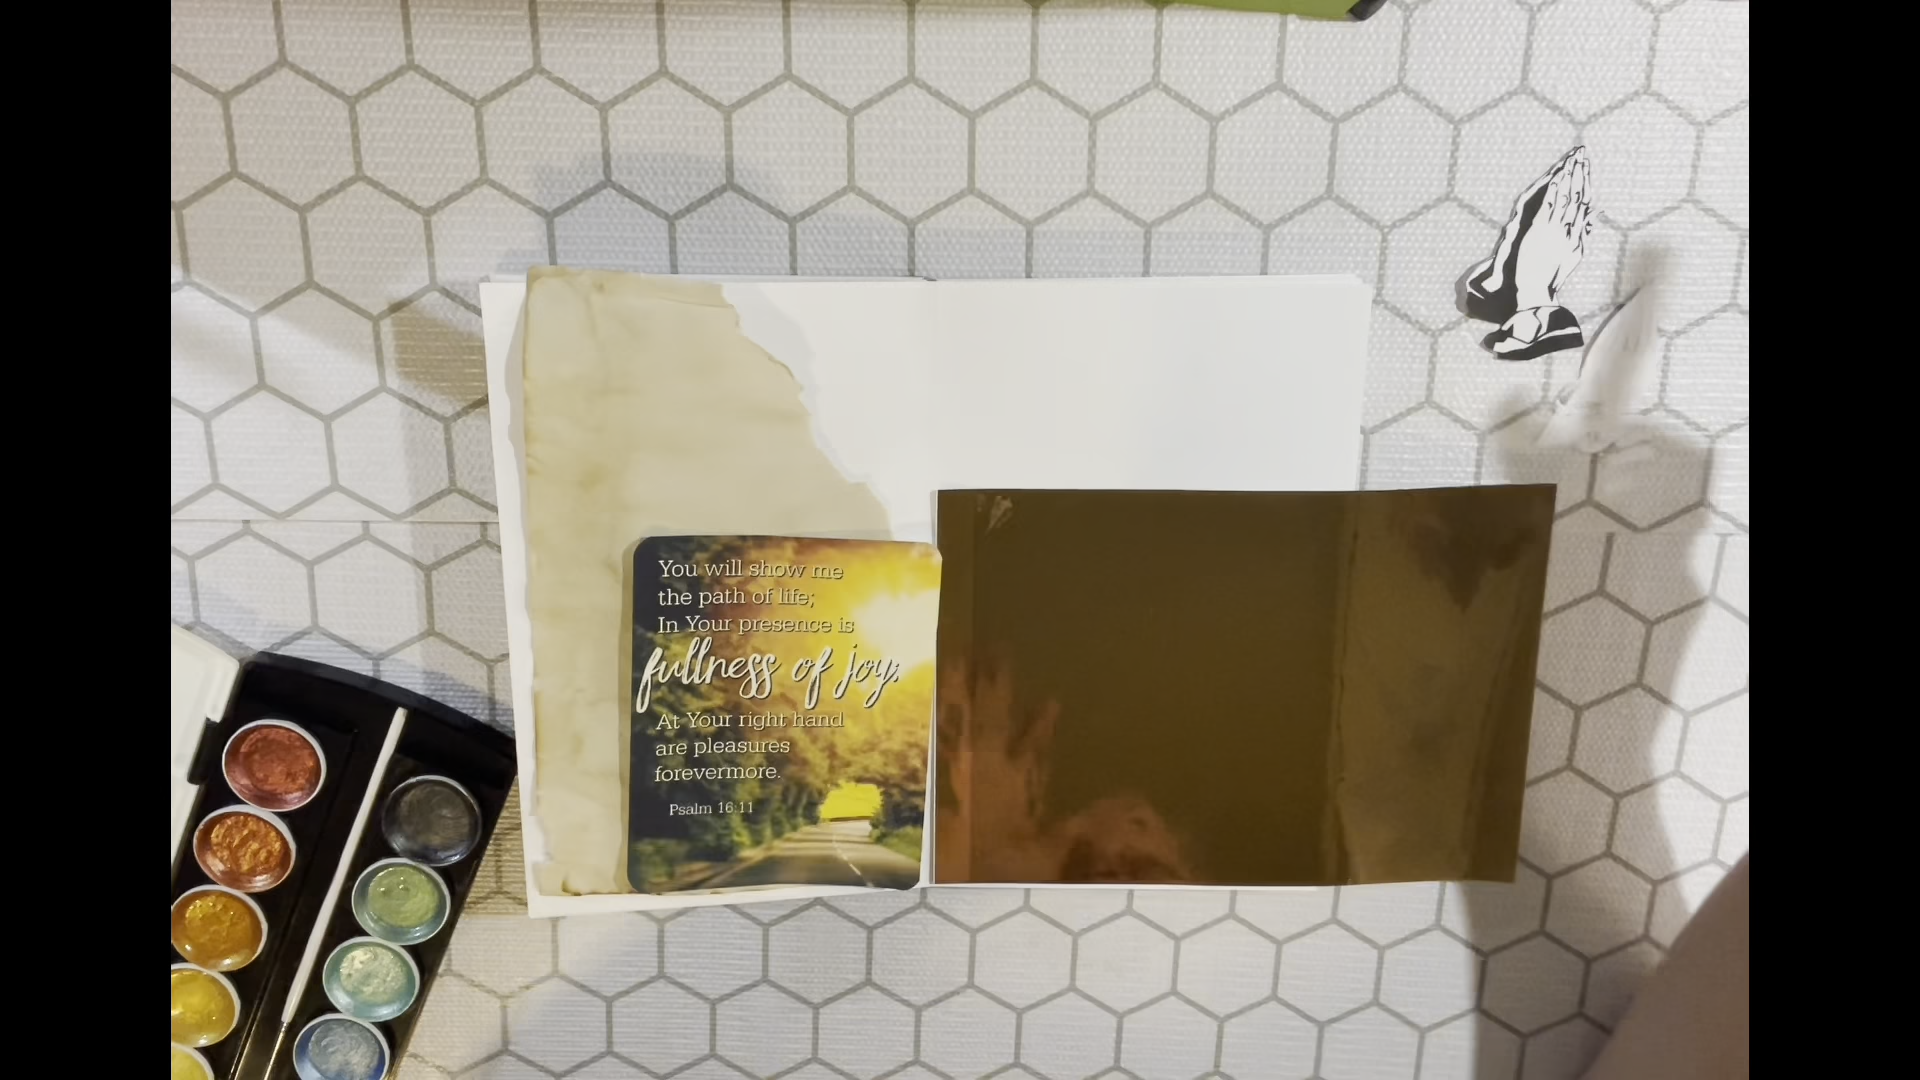 You will show me
the path of life;
In Your presence is
fullness of joy;
At Your right hand
are pleasures
forevermore.
Psalm 16:11